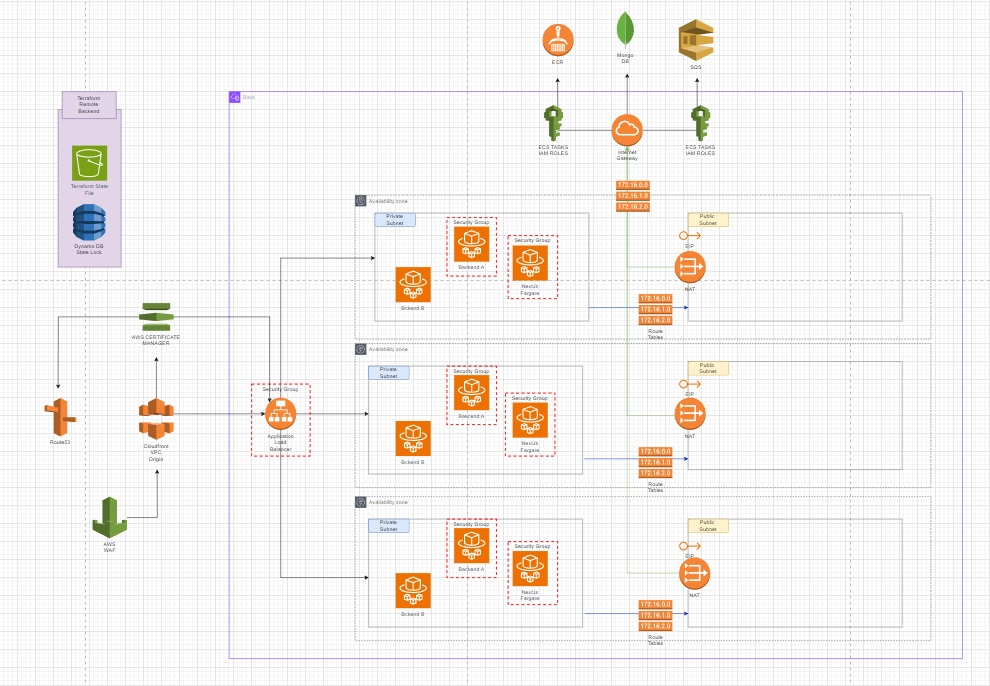 ECR
Mongo
DB
SQS
Terraform
Remote
Backend
Terraform State
File
Dynamo DB
State Lock
ECS TASKS
IAM ROLES
Internet
Gateway
ECS TASKS
IAM ROLES
172.16.0.0
172.16.1.0
172.16.2.0
Availability zone
Private
Subnet
Security Group
Backend A
Security Group
NextJs
Fargare
Bckend B
Public
Subnet
EIP
NAT
172.16.0.0
172.16.1.0
172.16.2.0
Route
Tables
AWS CERTIFICATE
MANAGER
Availability zone
Private
Subnet
Security Group
Backend A
Security Group
NextJs
Fargare
Bckend B
Public
Subnet
EIP
NAT
172.16.0.0
172.16.1.0
172.16.2.0
Route
Tables
Security Group
Application
Load
Balancer
Route53
Cloudfront
VPC
Origin
AWS
WAF
Availability zone
Private
Subnet
Security Group
Backend A
Security Group
NextJs
Fargare
Bckend B
Public
Subnet
EIP
NAT
172.16.0.0
172.16.1.0
172.16.2.0
Route
Tables